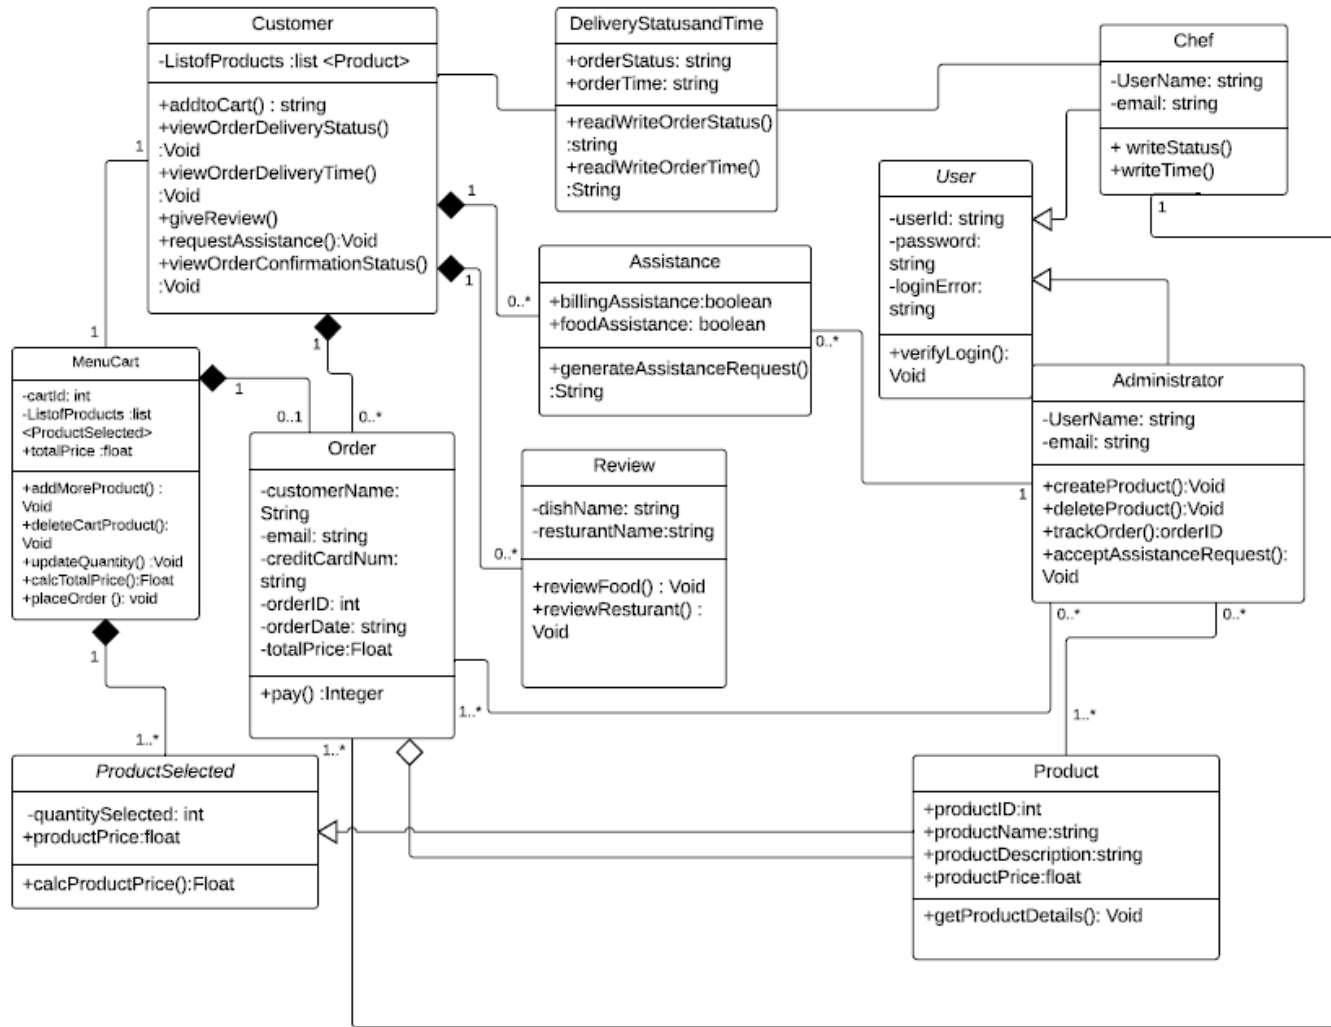 Customer
-ListofProducts :list <Product>
+addtoCart() : string
+viewOrderDeliveryStatus()
:Void
+viewOrderDeliveryTime()
:Void
+giveReview()
+requestAssistance():Void
+viewOrderConfirmationStatus()
:Void
DeliveryStatusandTime
+orderStatus: string
+orderTime: string
+readWriteOrderStatus()
:string
+readWriteOrderTime()
:String
Chef
-UserName: string
-email: string
+ writeStatus()
+writeTime()
1
User
-userId: string
-password:
string
-loginError:
string
+verifyLogin():
Void
1
1
1
1
0..*
Assistance
+billingAssistance:boolean
+foodAssistance: boolean
+generateAssistanceRequest()
:String
0..*
1
1
MenuCart
-cartId: int
-ListofProducts :list
<ProductSelected>
+totalPrice :float
+addMoreProduct() :
Void
+deleteCartProduct():
Void
+updateQuantity() :Void
+calcTotalPrice():Float
+placeOrder (): void
1
0..1
0..*
Administrator
-UserName: string
-email: string
+createProduct():Void
+deleteProduct():Void
+trackOrder():orderID
+acceptAssistanceRequest():
Void
Order
-customerName:
String
-email: string
-creditCardNum:
string
-orderID: int
-orderDate: string
-totalPrice:Float
+pay() :Integer
Review
-dishName: string
-resturantName:string
+reviewFood() : Void
+reviewResturant() :
Void
0..*
0..*
0..*
1
1..*
1..*
1..*
1..*
ProductSelected
-quantitySelected: int
+productPrice:float
+calcProductPrice():Float
Product
+productID:int
+productName:string
+productDescription:string
+productPrice:float
+getProductDetails(): Void